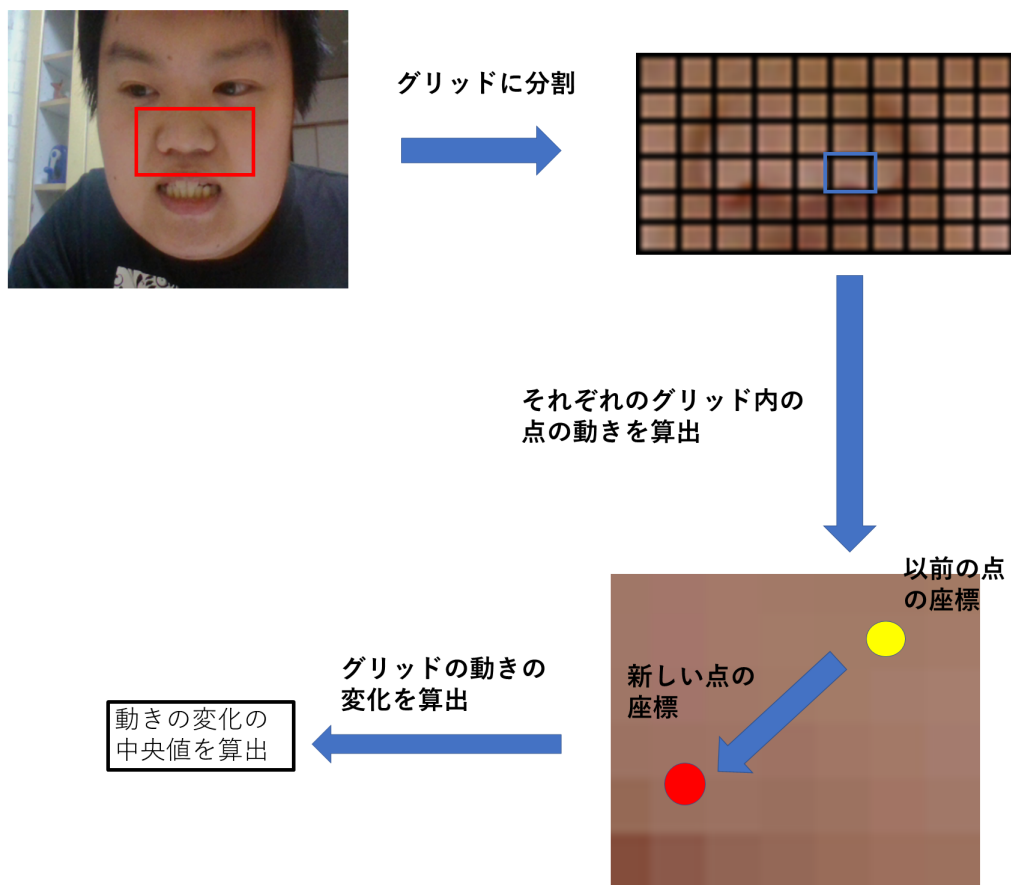 グリッドに分割
それぞれのグリッド内の
点の動きを算出
以前の点
の座標
新しい点の
座標
グリッドの動きの
変化を算出
動きの変化の
中央値を算出